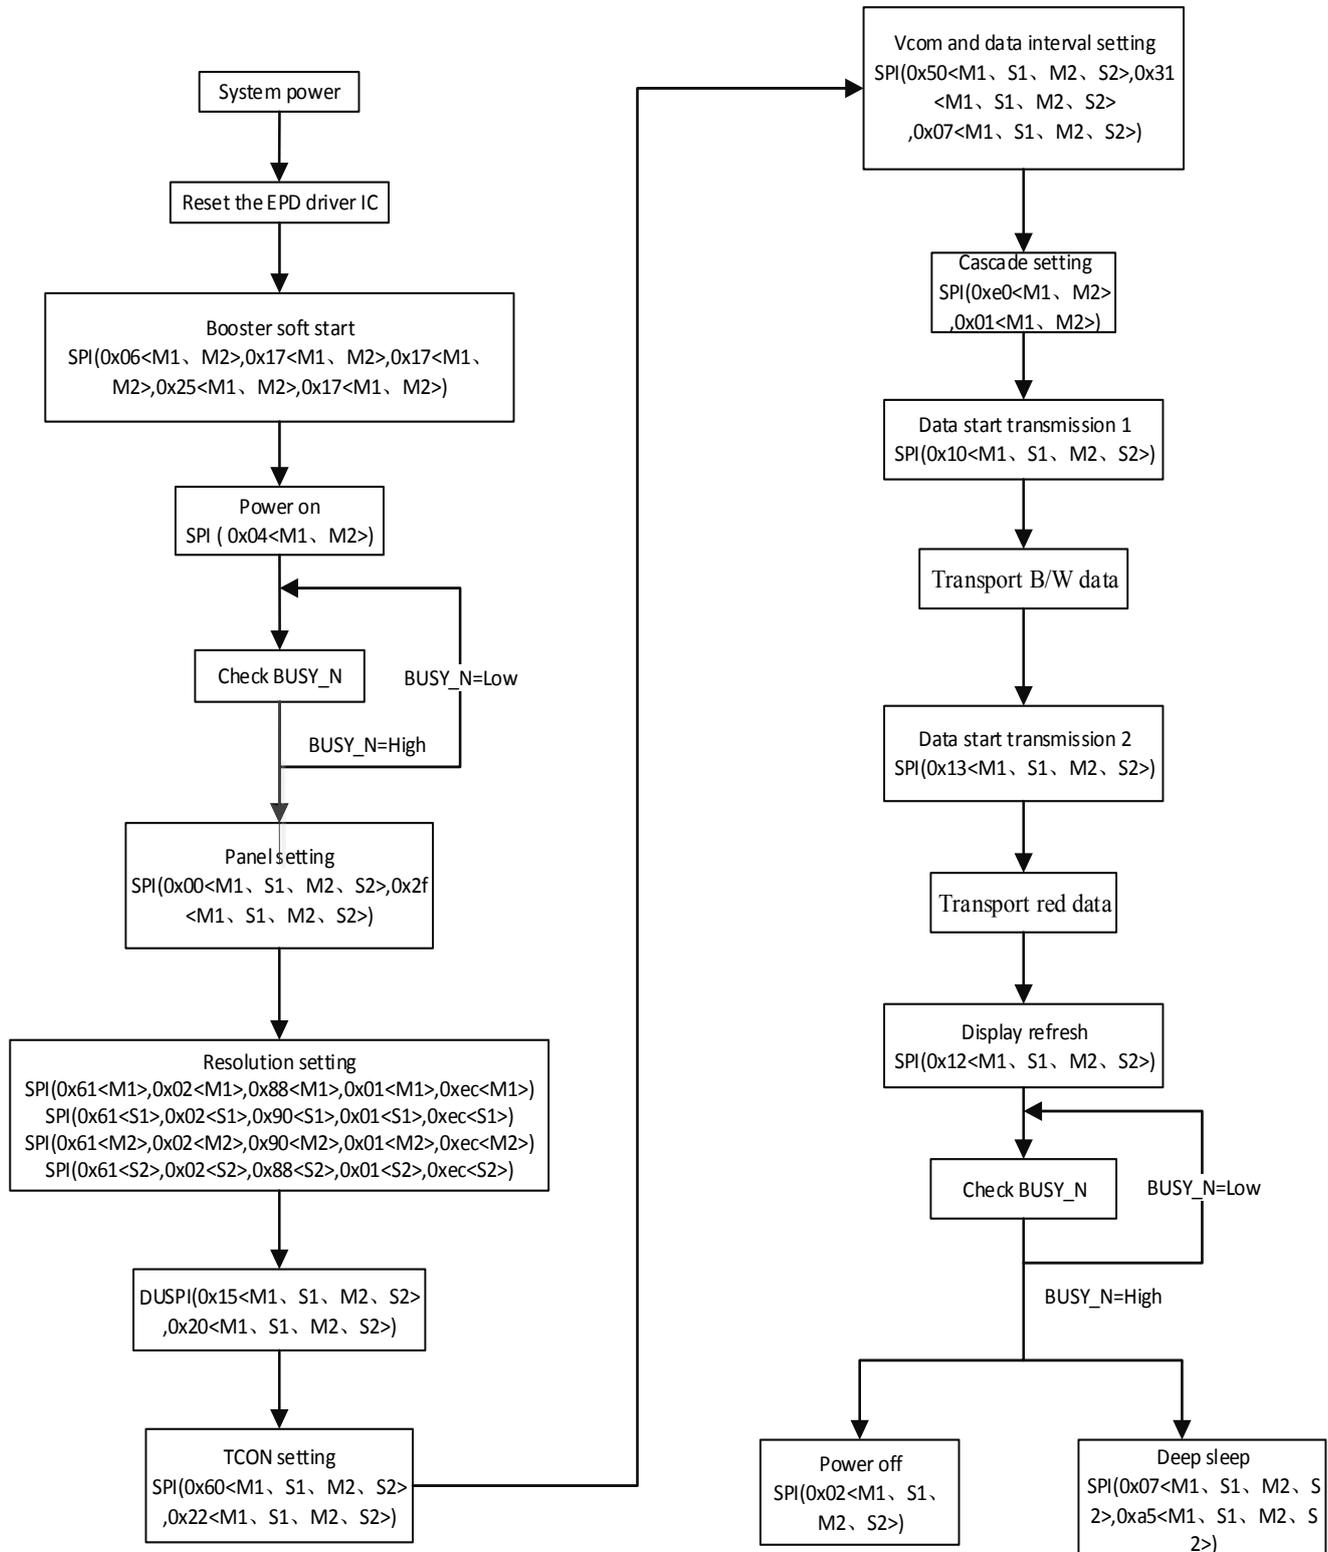 System power
Reset the EPD driver IC
Booster soft start
SPI(0x06<M1、M2>,0x17<M1、M2>,0x17<M1、
M2>,0x25<M1、M2>,0x17<M1、M2>)
Power on
SPI ( 0x04<M1、M2>)
Check BUSY_N
BUSY_N=Low
BUSY_N=High
Panel setting
SPI(0x00<M1、S1、M2、S2>,0x2f
<M1、S1、M2、S2>)
Resolution setting
SPI(0x61<M1>,0x02<M1>,0x88<M1>,0x01<M1>,0xec<M1>)
SPI(0x61<S1>,0x02<S1>,0x90<S1>,0x01<S1>,0xec<S1>)
SPI(0x61<M2>,0x02<M2>,0x90<M2>,0x01<M2>,0xec<M2>)
SPI(0x61<S2>,0x02<S2>,0x88<S2>,0x01<S2>,0xec<S2>)
DUSPI(0x15<M1、S1、M2、S2>
,0x20<M1、S1、M2、S2>)
TCON setting
SPI(0x60<M1、S1、M2、S2>
,0x22<M1、S1、M2、S2>)
Vcom and data interval setting
SPI(0x50<M1、S1、M2、S2>,0x31
<M1、S1、M2、S2>
,0x07<M1、S1、M2、S2>)
Cascade setting
SPI(0xe0<M1、M2>
,0x01<M1、M2>)
Data start transmission 1
SPI(0x10<M1、S1、M2、S2>)
Transport B/W data
Data start transmission 2
SPI(0x13<M1、S1、M2、S2>)
Transport red data
Display refresh
SPI(0x12<M1、S1、M2、S2>)
Check BUSY_N
BUSY_N=Low
BUSY_N=High
Power off
SPI(0x02<M1、S1、
M2、S2>)
Deep sleep
SPI(0x07<M1、S1、M2、S
2>,0xa5<M1、S1、M2、S
2>)